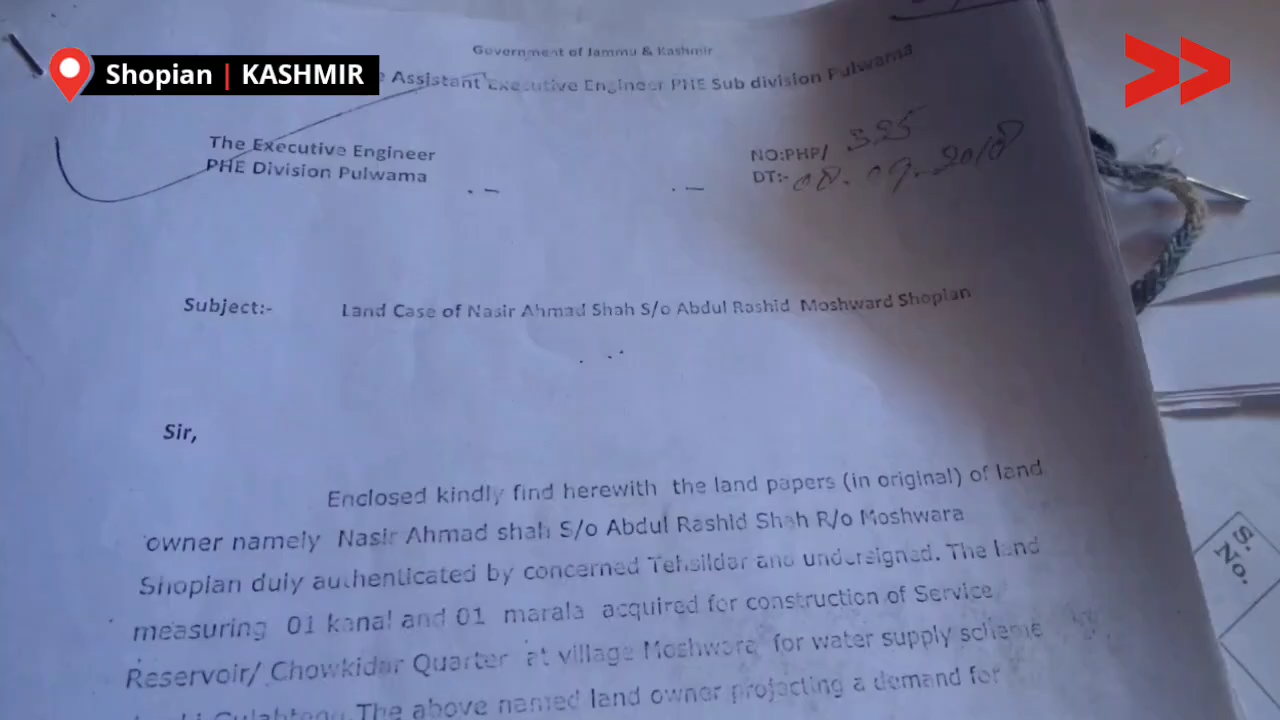 Shopian | KASHMIR
Government of Jammu & Kashmir
Assistant Executive Engineer PHE Sub division Pulwama
The Executive Engineer
PHE Division Pulwama
NO:PHP/ 335
DT:- 08.09.2018
Subject:- Land Case of Nasir Ahmad Shah S/o Abdul Rashid Moshward Shopian
Sir,
Enclosed kindly find herewith the land papers (in original) of land
owner namely Nasir Ahmad shah S/o Abdul Rashid Shah R/o Moshwara
Shopian duly authenticated by concerned Tehsildar and undersigned. The land
measuring 01 kanal and 01 marala acquired for construction of Service
Reservoir/ Chowkidar Quarter at village Moshwara for water supply scheme
The above named land owner projecting a demand for
S.
No.